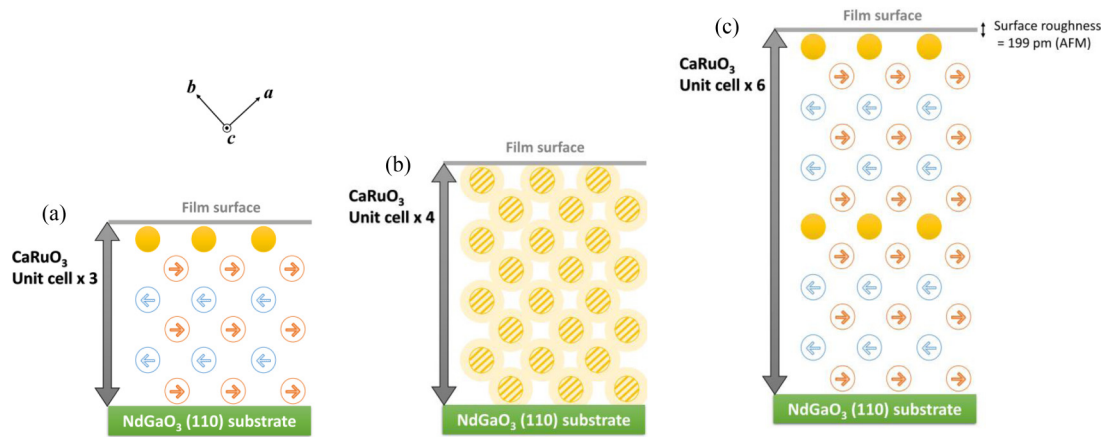 (a)
Film surface
CaRuO₃
Unit cell x 3
NdGaO₃ (110) substrate
b
a
c
(b)
Film surface
CaRuO₃
Unit cell x 4
NdGaO₃ (110) substrate
(c)
Film surface
Surface roughness
= 199 pm (AFM)
CaRuO₃
Unit cell x 6
NdGaO₃ (110) substrate